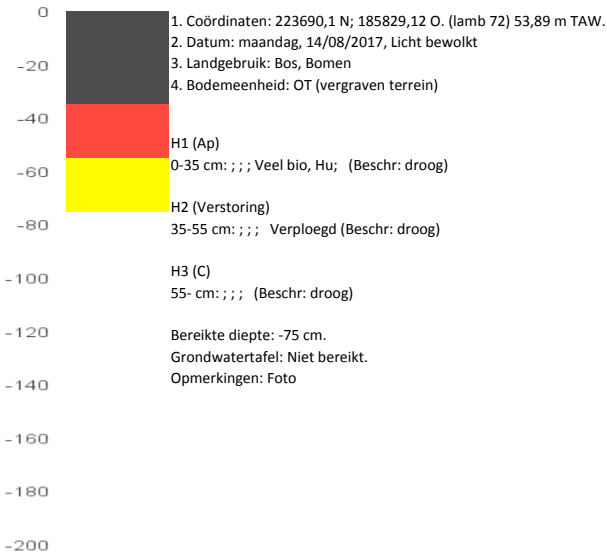 0
-20
-40
-60
-80
-100
-120
-140
-160
-180
-200
1. Coördinaten: 223690,1 N; 185829,12 O. (lamb 72) 53,89 m TAW.
2. Datum: maandag, 14/08/2017, Licht bewolkt
3. Landgebruik: Bos, Bomen
4. Bodemeenheid: OT (vergraven terrein)
H1 (Ap)
0-35 cm: ; ; ; Veel bio, Hu; (Beschr: droog)
H2 (Verstoring)
35-55 cm: ; ; ; Verploegd (Beschr: droog)
H3 (C)
55- cm: ; ; ; (Beschr: droog)
Bereikte diepte: -75 cm.
Grondwatertafel: Niet bereikt.
Opmerkingen: Foto